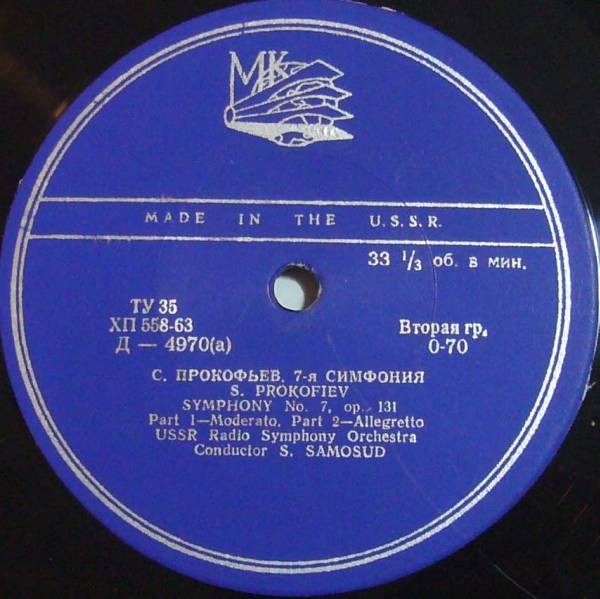 МК
MADE IN THE U.S.S.R.
33 1/3 об. в мин.
ТУ 35
ХП 558-63
Д — 4970(а)
Вторая гр.
0-70
С. ПРОКОФЬЕВ. 7-я СИМФОНИЯ
S. PROKOFIEV
SYMPHONY No. 7, op. 131
Part 1—Moderato. Part 2—Allegretto
USSR Radio Symphony Orchestra
Conductor S. SAMOSUD